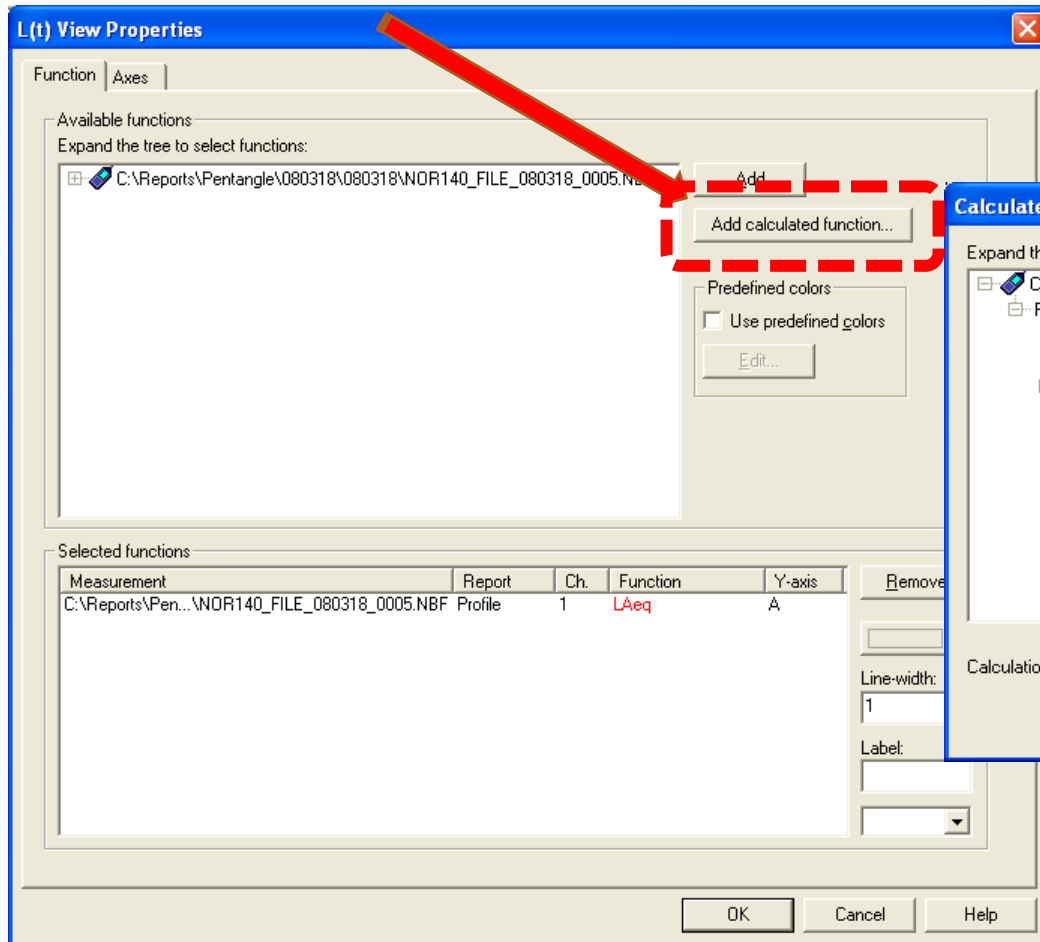 L(t) View Properties
Function Axes
Available functions
Expand the tree to select functions:
C:\Reports\Pentangle\080318\080318\NOR140_FILE_080318_0005.N
Add
Add calculated function...
Predefined colors
Use predefined colors
Edit...
Selected functions
Measurement Report Ch. Function Y-axis
C:\Reports\Pen...\NOR140_FILE_080318_0005.NBF Profile 1 LAeq A
Remove
Line-width:
1
Label:
OK Cancel Help
Calculate
Expand th
C
Calculatio